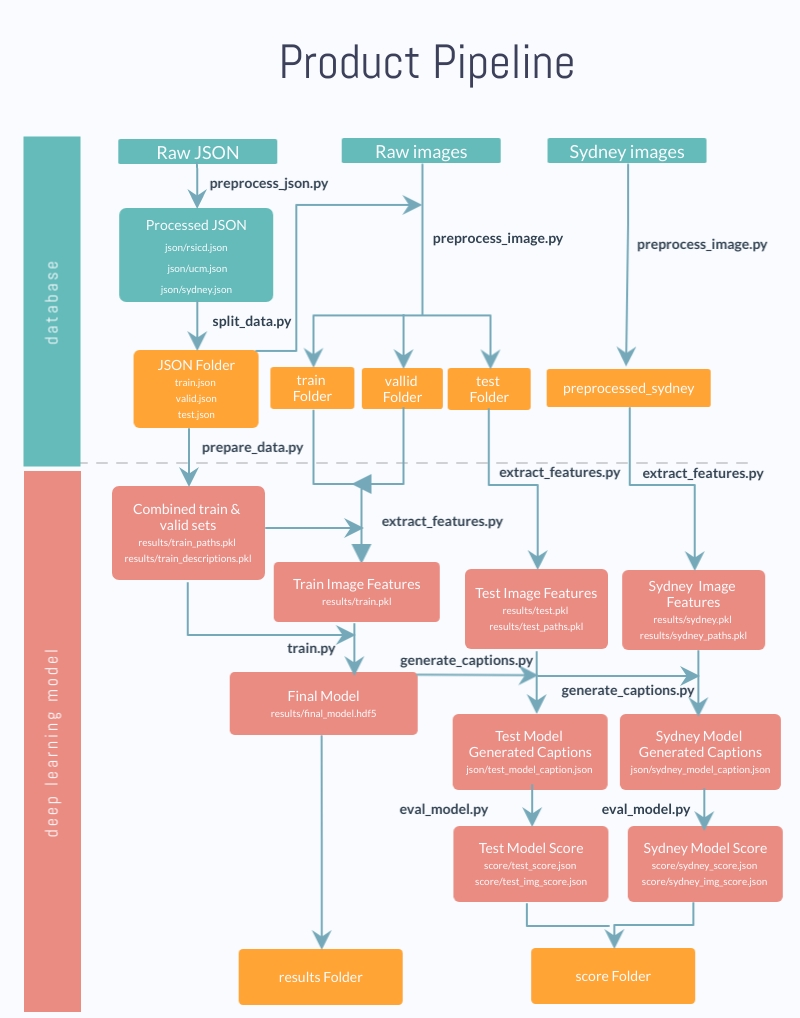 Product Pipeline
Raw JSON
Raw images
Sydney images
preprocess_json.py
Processed JSON
json/rsicd.json
json/ucm.json
json/sydney.json
preprocess_image.py
preprocess_image.py
database
split_data.py
JSON Folder
train.json
valid.json
test.json
train
Folder
vallid
Folder
test
Folder
preprocessed_sydney
prepare_data.py
extract_features.py
extract_features.py
Combined train &
valid sets
results/train_paths.pkl
results/train_descriptions.pkl
extract_features.py
Train Image Features
results/train.pkl
Test Image Features
results/test.pkl
results/test_paths.pkl
Sydney Image
Features
results/sydney.pkl
results/sydney_paths.pkl
deep learning model
train.py
generate_captions.py
generate_captions.py
Final Model
results/final_model.hdf5
Test Model
Generated Captions
json/test_model_caption.json
Sydney Model
Generated Captions
json/sydney_model_caption.json
eval_model.py
eval_model.py
Test Model Score
score/test_score.json
score/test_img_score.json
Sydney Model Score
score/sydney_score.json
score/sydney_img_score.json
results Folder
score Folder